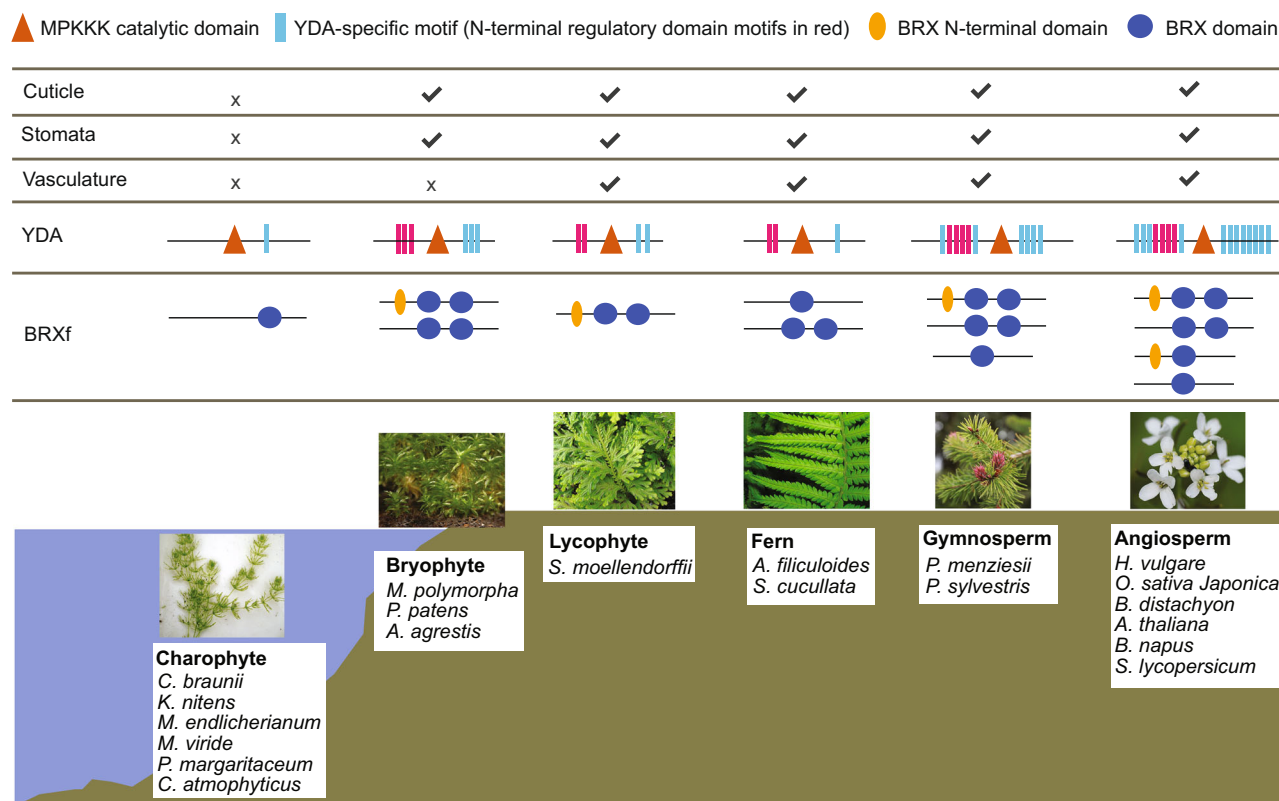 MPKKK catalytic domain YDA-specific motif (N-terminal regulatory domain motifs in red) BRX N-terminal domain BRX domain
Cuticle x ✓ ✓ ✓ ✓ ✓
Stomata x ✓ ✓ ✓ ✓ ✓
Vasculature x x ✓ ✓ ✓ ✓
YDA
BRXf
Charophyte
C. braunii
K. nitens
M. endlicherianum
M. viride
P. margaritaceum
C. atmophyticus
Bryophyte
M. polymorpha
P. patens
A. agrestis
Lycophyte
S. moellendorffii
Fern
A. filiculoides
S. cucullata
Gymnosperm
P. menziesii
P. sylvestris
Angiosperm
H. vulgare
O. sativa Japonica
B. distachyon
A. thaliana
B. napus
S. lycopersicum